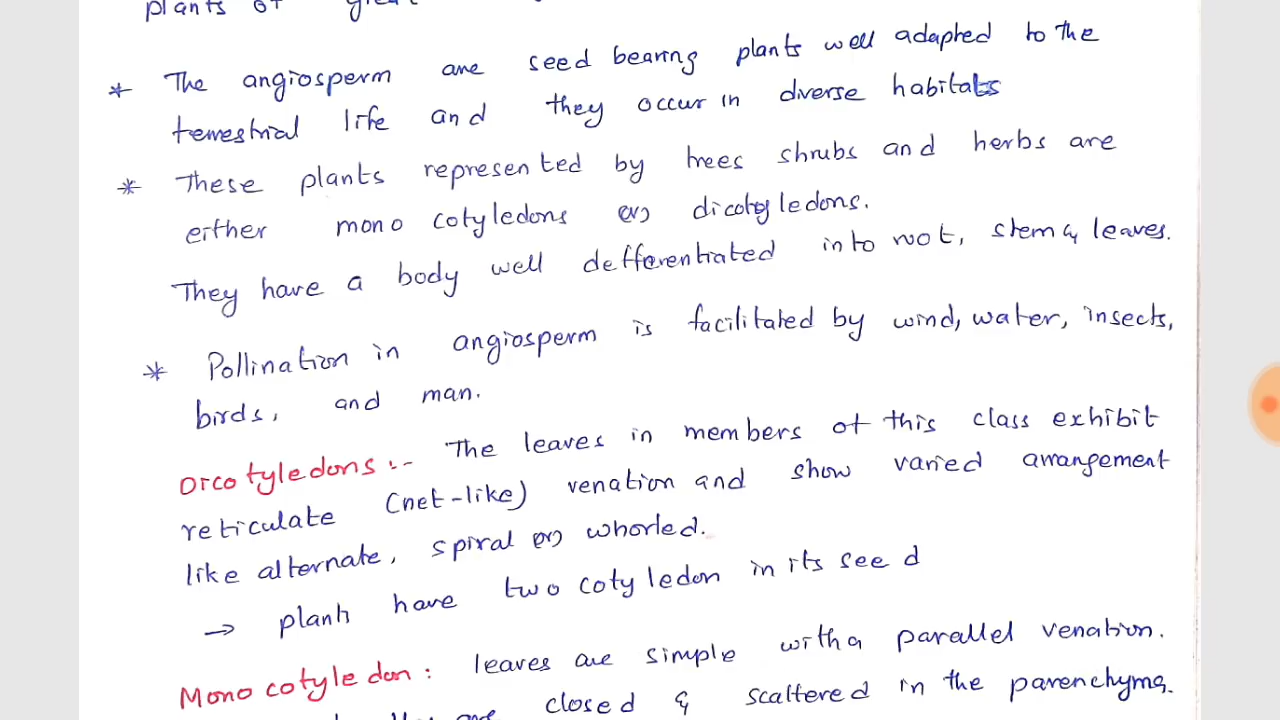 plants of
* The angiosperm are seed bearing plants well adapted to the
terrestrial life and they occur in diverse habitats
* These plants represented by trees shrubs and herbs are
either mono cotyledons (or) dicotyledons.
They have a body well defferentiated into root, stem & leaves.
* Pollination in angiosperm is facilitated by wind, water, insects,
birds, and man.
Dicotyledons :- The leaves in members of this class exhibit
reticulate (net-like) venation and show varied arrangement
like alternate, spiral (or) whorled.
→ plants have two cotyledon in its seed
Mono cotyledon : leaves are simple with a parallel venation.
are closed & scattered in the parenchyma.